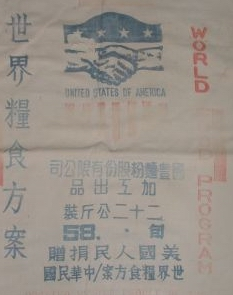 世界糧食方案
UNITED STATES OF AMERICA
WORLD
PROGRAM
麵粉股份有限公司
加工出品
二十二公斤裝
58. 旬
美國人民捐贈
世界糧食方案/中華民國